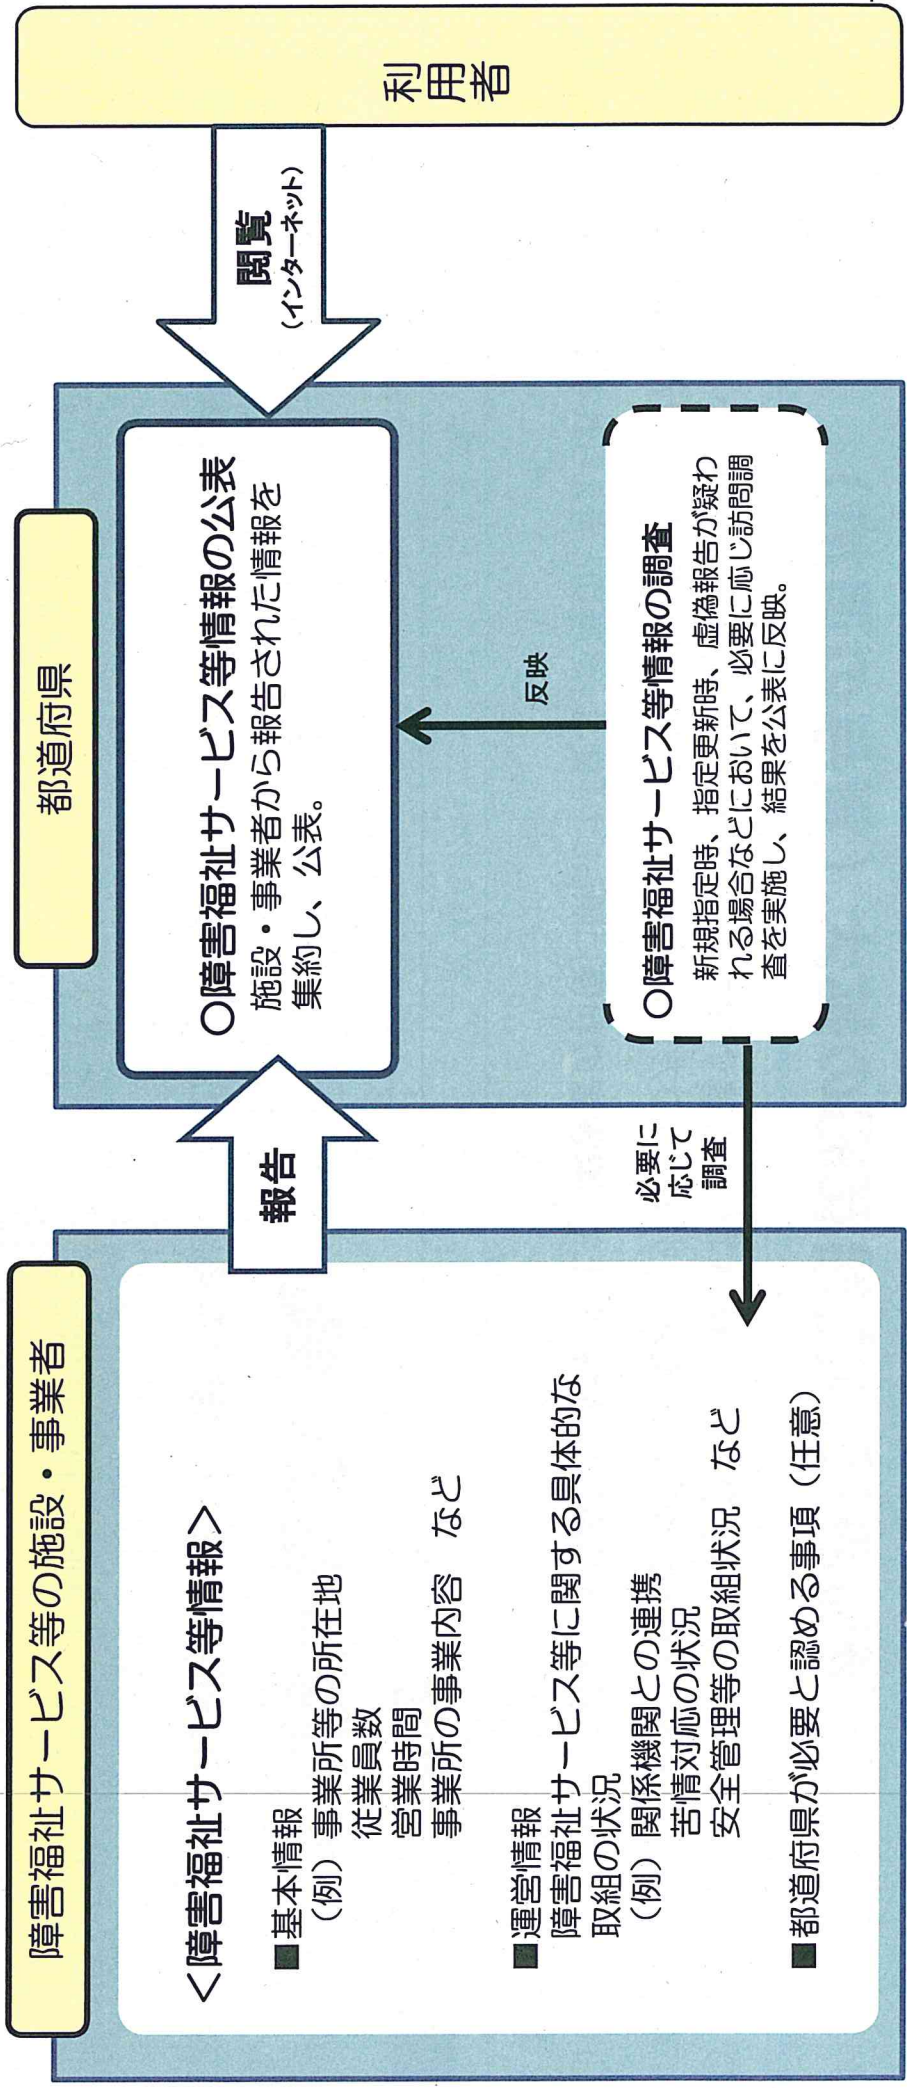 障害福祉サービス等の施設・事業者
<障害福祉サービス等情報>
■基本情報
(例)事業所等の所在地
従業員数
営業時間
事業所の事業内容 など
■運営情報
障害福祉サービス等に関する具体的な
取組の状況
(例)関係機関との連携
苦情対応の状況
安全管理等の取組状況 など
■都道府県が必要と認める事項(任意)
報告
必要に
応じて
調査
都道府県
○障害福祉サービス等情報の公表
施設・事業者から報告された情報を
集約し、公表。
反映
○障害福祉サービス等情報の調査
新規指定時、指定更新時、虚偽報告が疑わ
れる場合などにおいて、必要に応じ訪問調
査を実施し、結果を公表に反映。
閲覧
(インターネット)
利用者